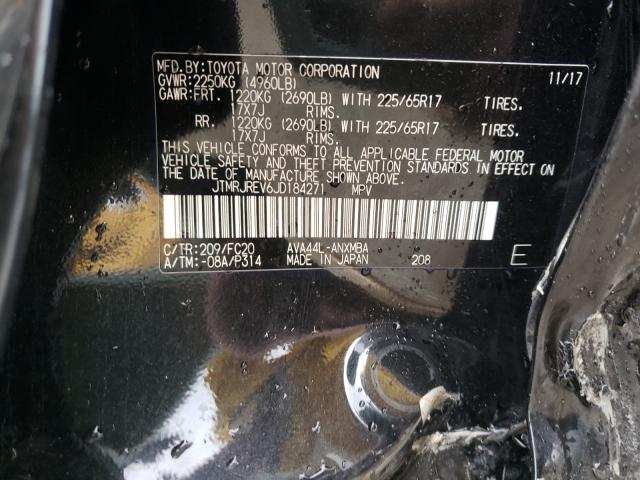 MFD.BY:TOYOTA MOTOR CORPORATION 11/17
GVWR:2250KG (4960LB)
GAWR:FRT. 1220KG (2690LB) WITH 225/65R17 TIRES.
17X7J RIMS.
RR. 1220KG (2690LB) WITH 225/65R17 TIRES.
17X7J RIMS.
THIS VEHICLE CONFORMS TO ALL APPLICABLE FEDERAL MOTOR
VEHICLE SAFETY AND THEFT PREVENTION STANDARDS IN EFFECT ON
THE DATE OF MANUFACTURE SHOWN ABOVE.
JTMRJREV6JD184271 MPV
C/TR:209/FC20 AVA44L-ANXMBA
A/TM:-08A/P314 MADE IN JAPAN 208 E